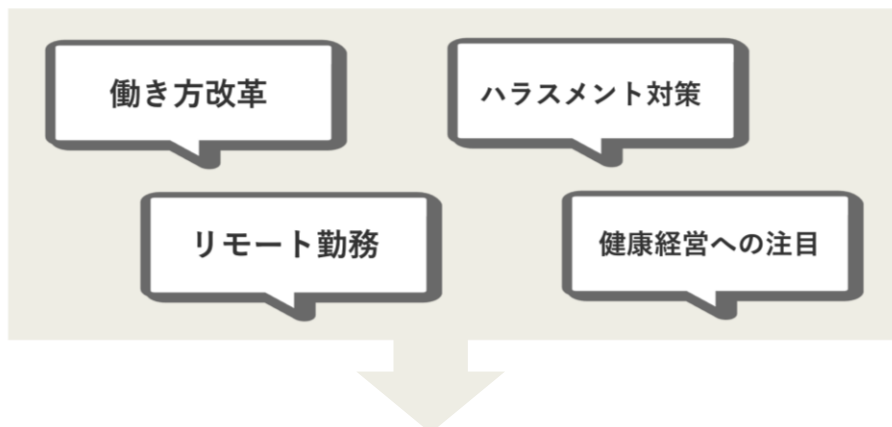 働き方改革
ハラスメント対策
リモート勤務
健康経営への注目